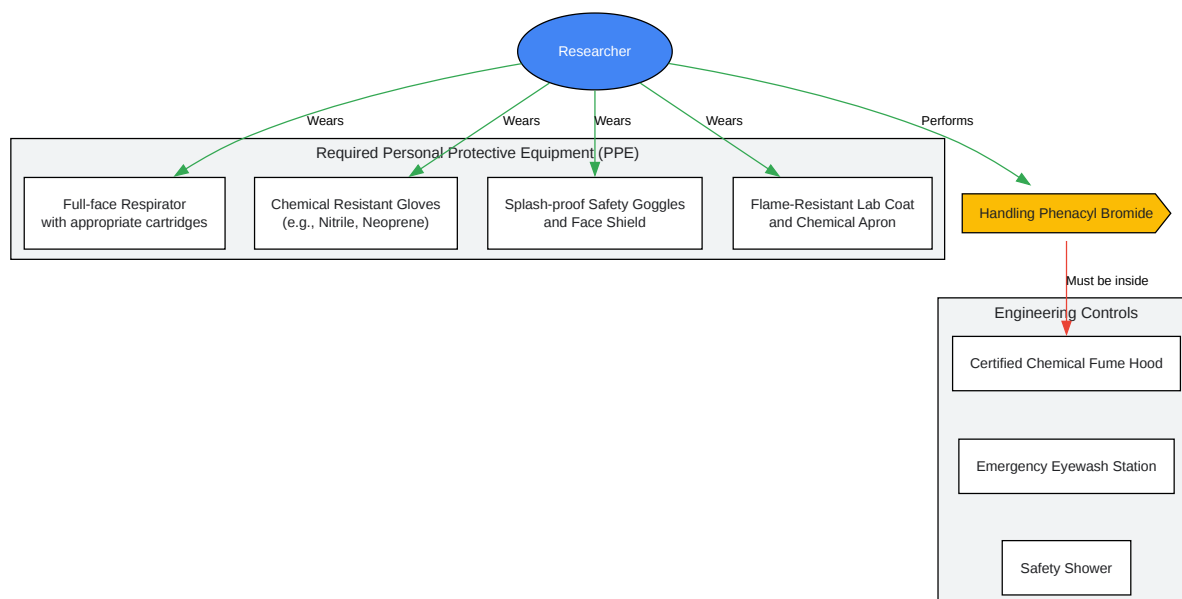 Researcher
Wears
Wears
Wears
Wears
Performs
Required Personal Protective Equipment (PPE)
Full-face Respirator
with appropriate cartridges
Chemical Resistant Gloves
(e.g., Nitrile, Neoprene)
Splash-proof Safety Goggles
and Face Shield
Flame-Resistant Lab Coat
and Chemical Apron
Handling Phenacyl Bromide
Must be inside
Engineering Controls
Certified Chemical Fume Hood
Emergency Eyewash Station
Safety Shower